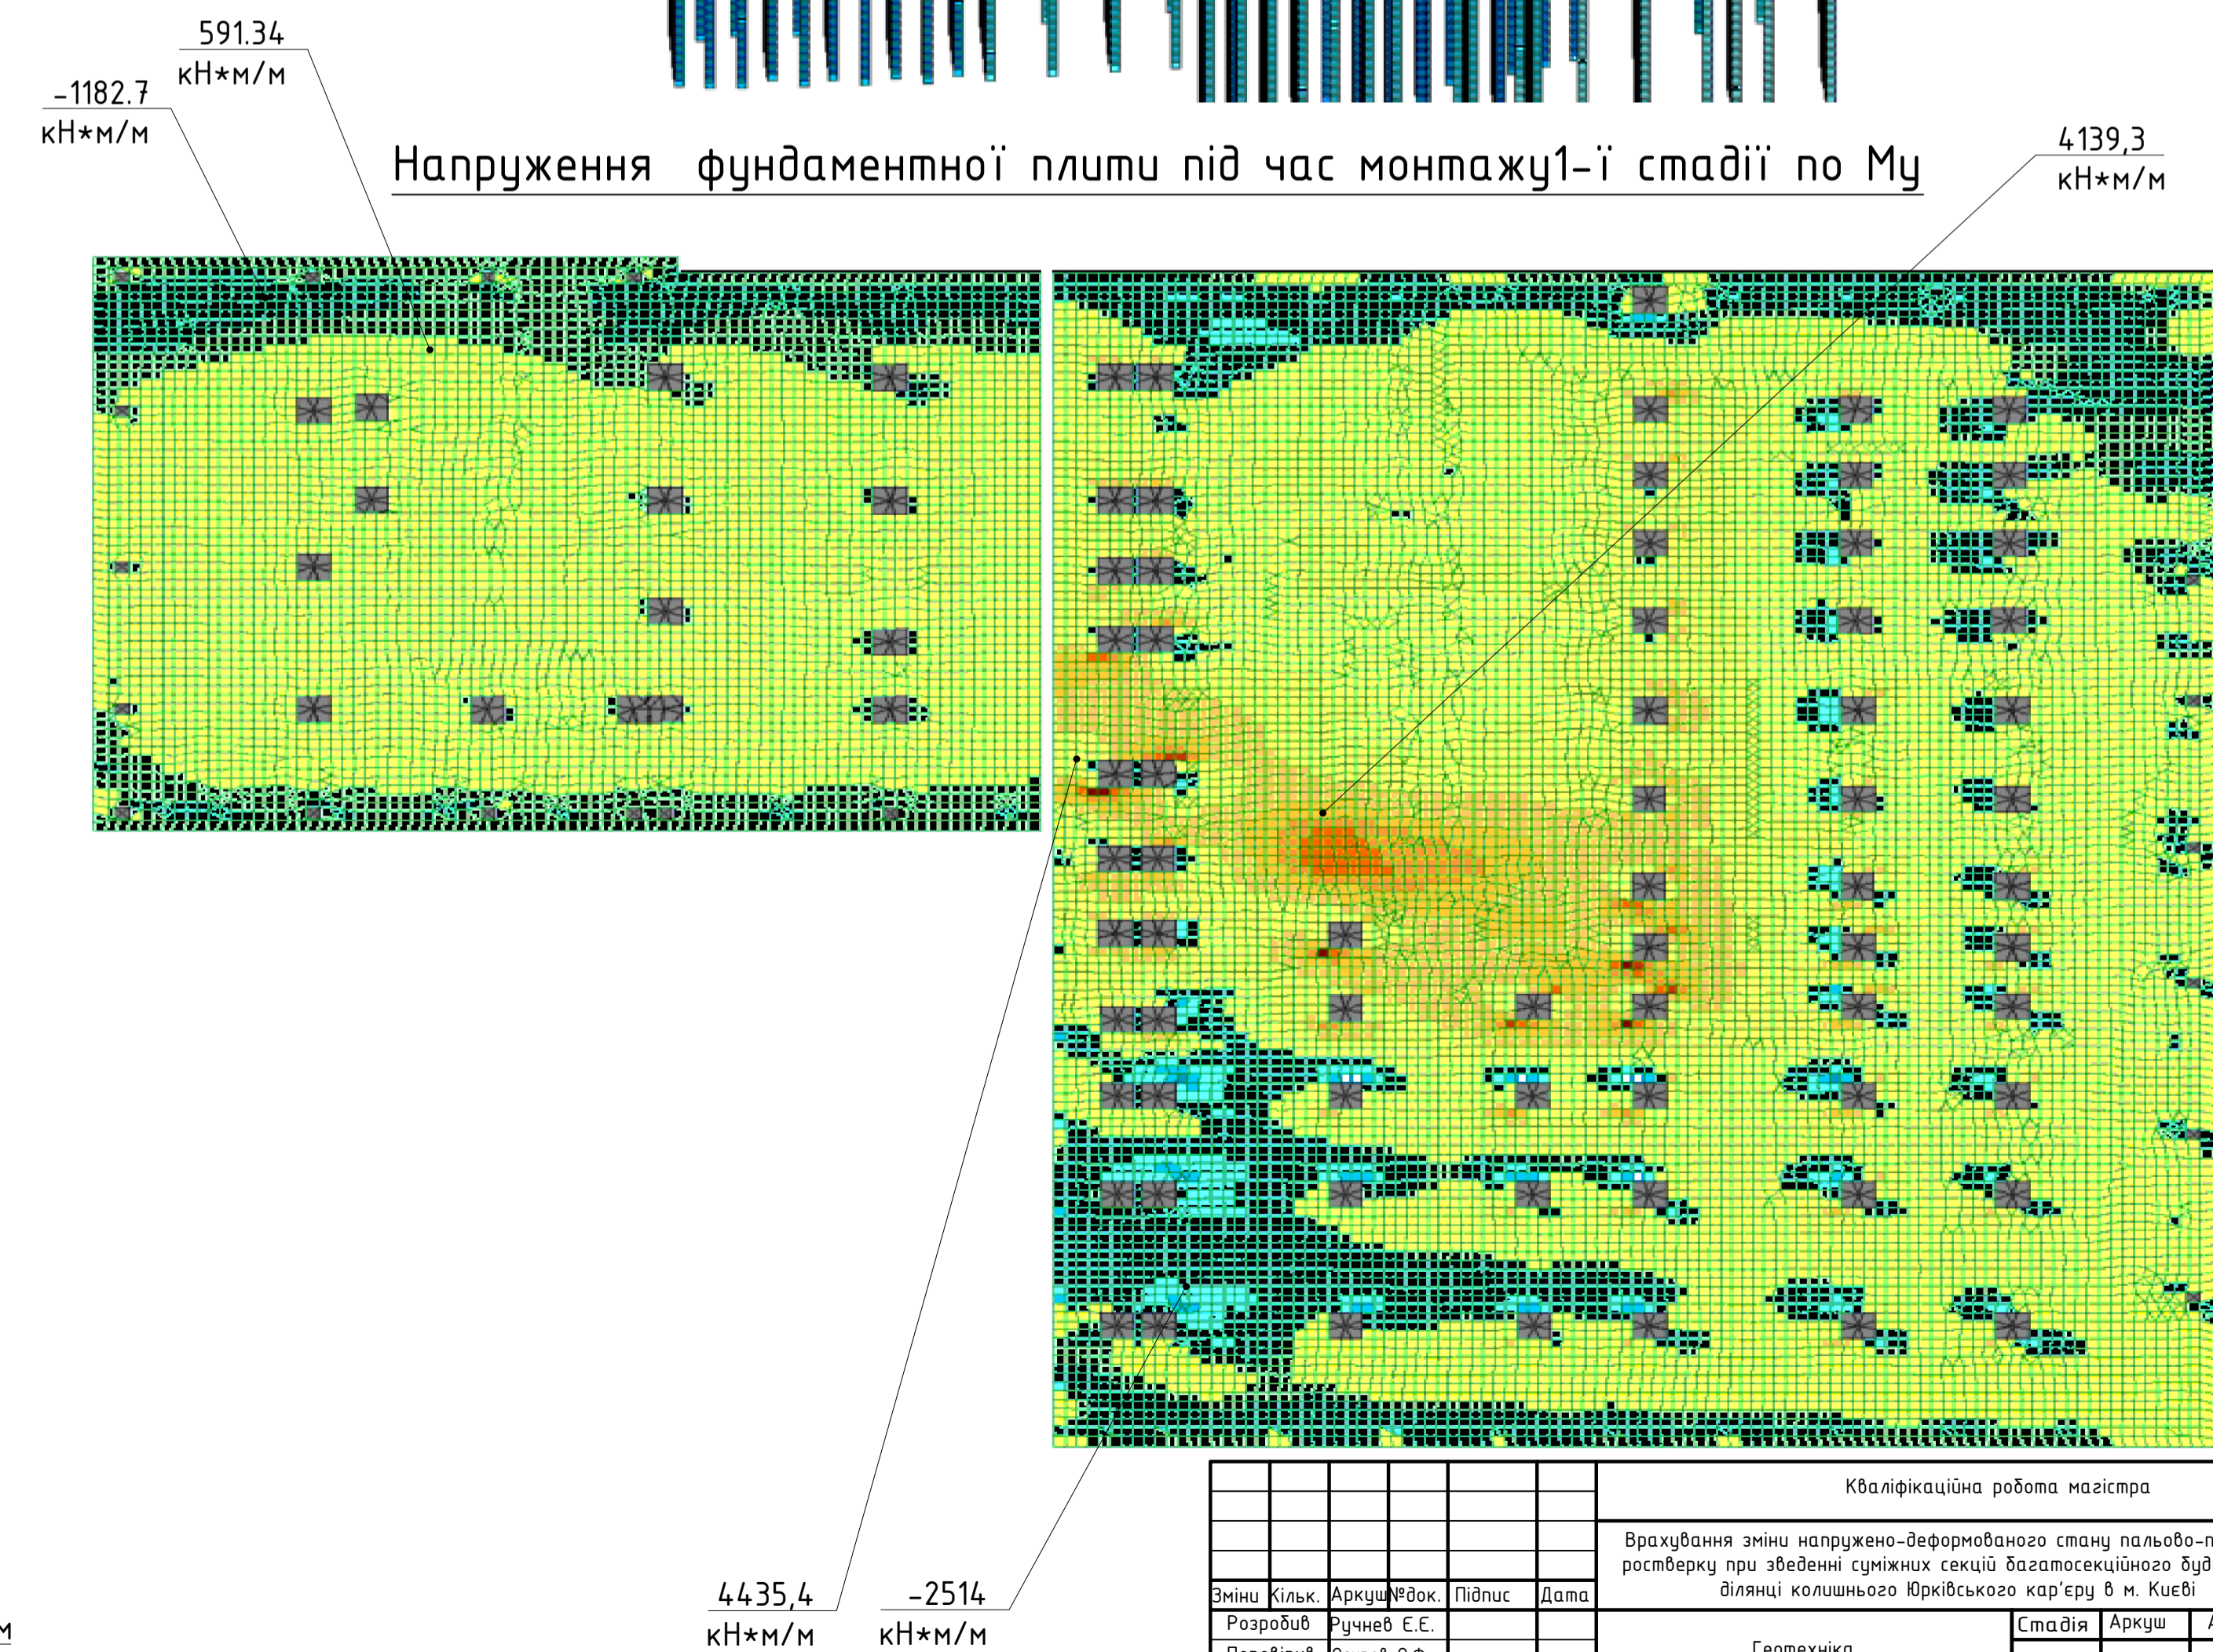 591.34
кН*м/м
-1182.7
кН*м/м
4139,3
кН*м/м
Напруження фундаментної плити під час монтажу1-ї стадії по Му
4435,4
кН*м/м
-2514
кН*м/м
м
Кваліфікаційна робота магістра
Врахування зміни напружено-деформованого стану пальово-п
ростверку при зведенні суміжних секцій багатосекційного буд
ділянці колишнього Юрківського кар'єру в м. Києві
Зміни Кільк. Аркуш №док. Підпис Дата
Розробив Ручнев Е.Е.
Стадія Аркуш
Геотехніка